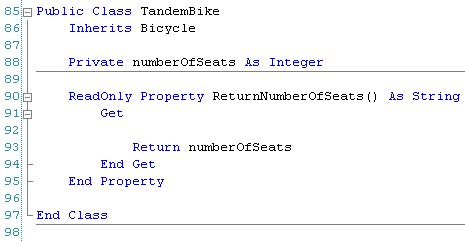 85 Public Class TandemBike
86 Inherits Bicycle
87
88 Private numberOfSeats As Integer
89
90 ReadOnly Property ReturnNumberOfSeats() As String
91 Get
92
93 Return numberOfSeats
94 End Get
95 End Property
96
97 End Class
98